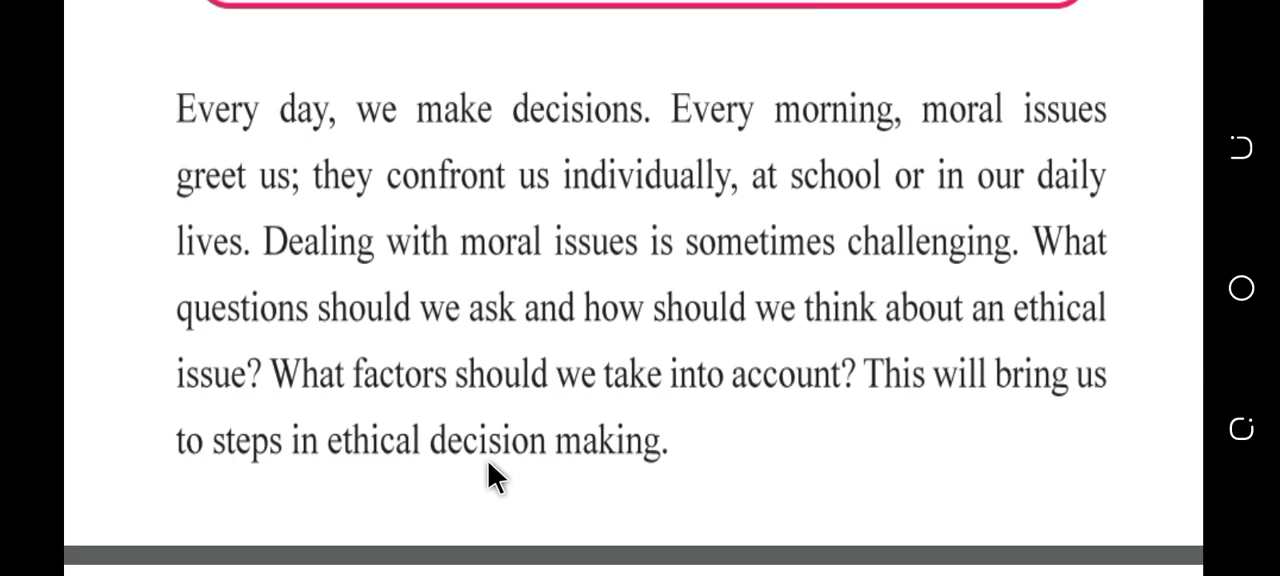 Every day, we make decisions. Every morning, moral issues
greet us; they confront us individually, at school or in our daily
lives. Dealing with moral issues is sometimes challenging. What
questions should we ask and how should we think about an ethical
issue? What factors should we take into account? This will bring us
to steps in ethical decision making.